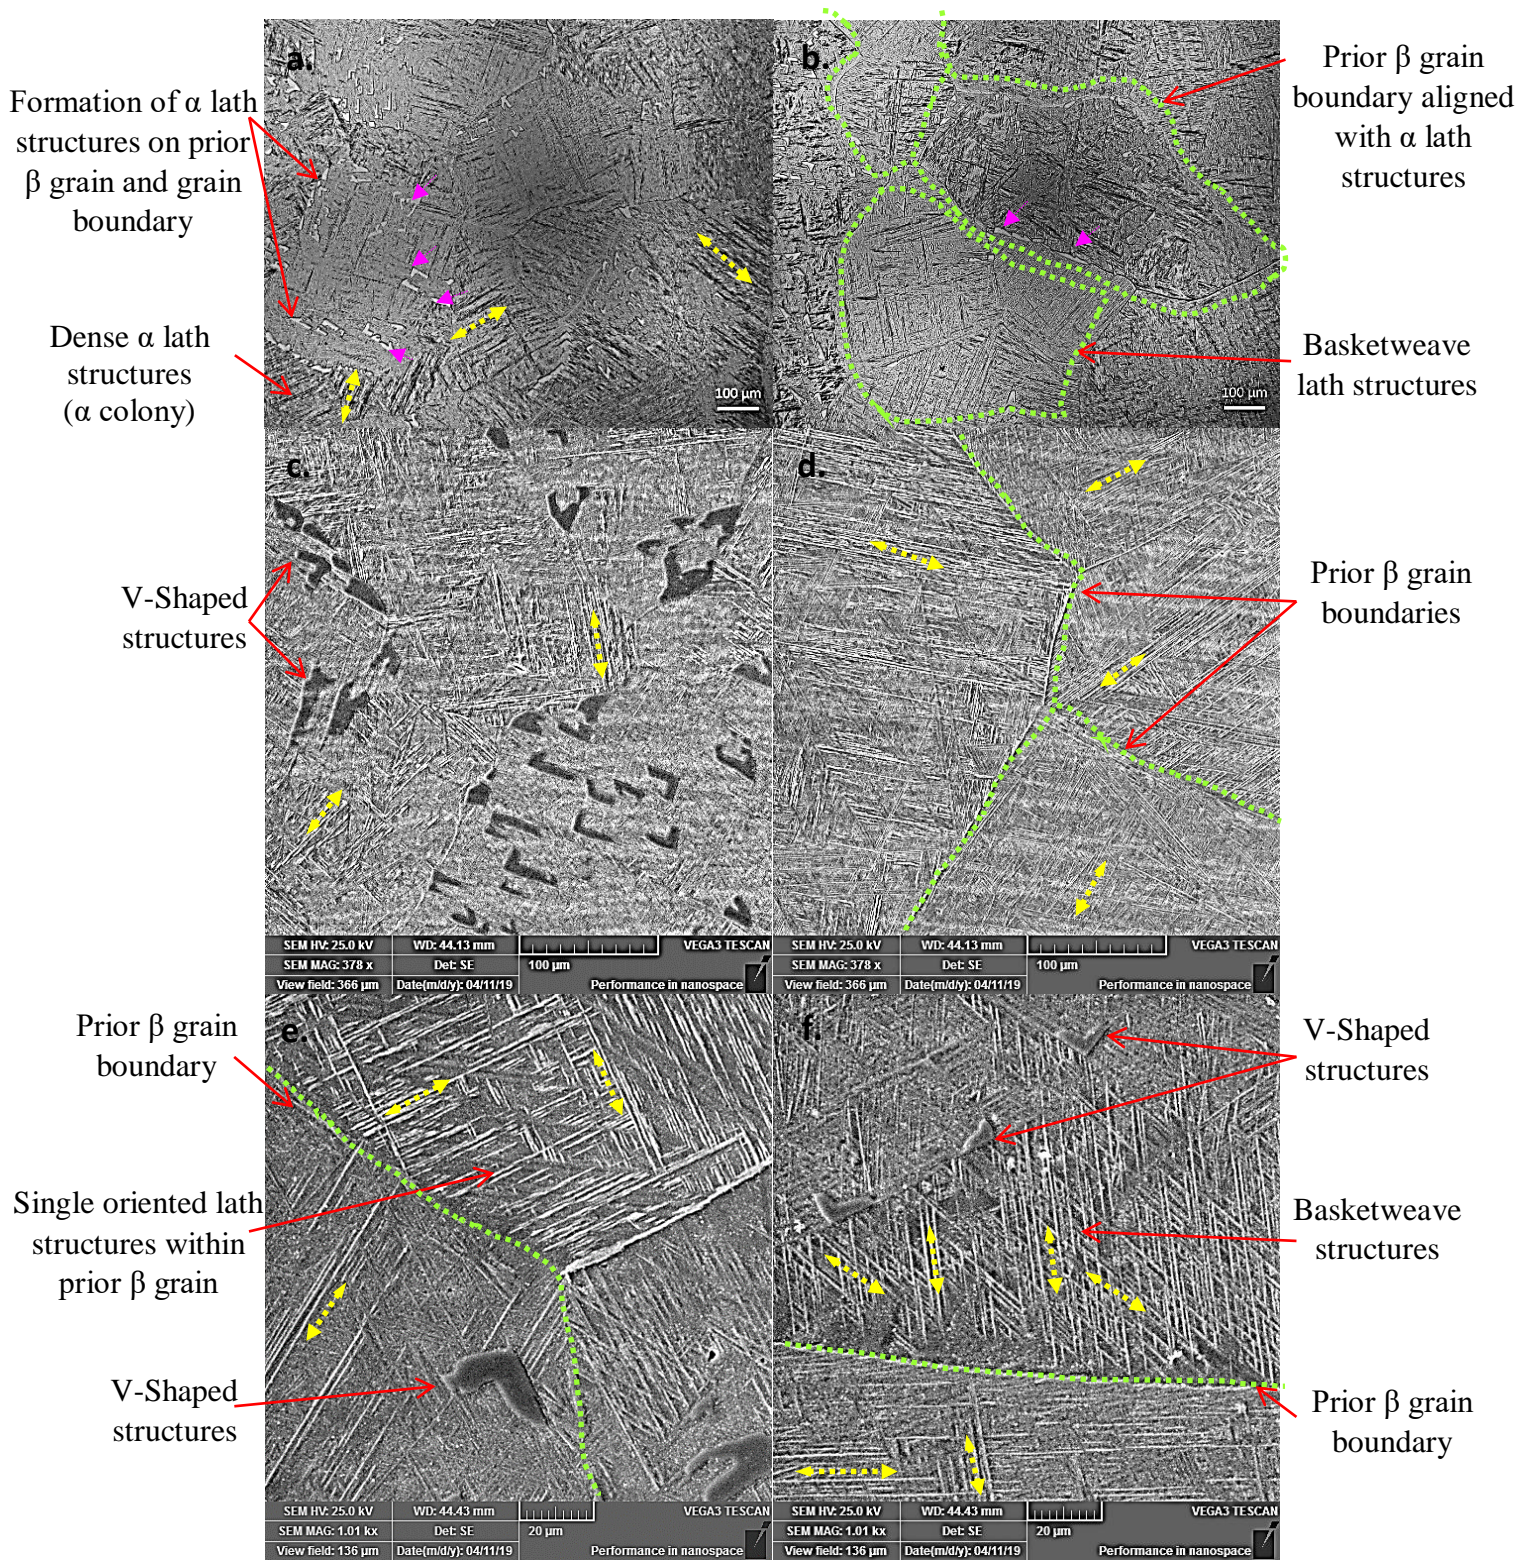 a.
b.
Formation of α lath
structures on prior
β grain and grain
boundary
Dense α lath
structures
(α colony)
100 µm
Prior β grain
boundary aligned
with α lath
structures
Basketweave
lath structures
100 µm
c.
d.
V-Shaped
structures
Prior β grain
boundaries
SEM HV: 25.0 kV
WD: 44.13 mm
VEGA3 TESCAN
SEM MAG: 378 x
Det: SE
100 µm
View field: 366 µm
Date(m/d/y): 04/11/19
Performance in nanospace
SEM HV: 25.0 kV
WD: 44.13 mm
VEGA3 TESCAN
SEM MAG: 378 x
Det: SE
100 µm
View field: 366 µm
Date(m/d/y): 04/11/19
Performance in nanospace
e.
f.
Prior β grain
boundary
Single oriented lath
structures within
prior β grain
V-Shaped
structures
V-Shaped
structures
Basketweave
structures
Prior β grain
boundary
SEM HV: 25.0 kV
WD: 44.43 mm
VEGA3 TESCAN
SEM MAG: 1.01 kx
Det: SE
20 µm
View field: 136 µm
Date(m/d/y): 04/11/19
Performance in nanospace
SEM HV: 25.0 kV
WD: 44.43 mm
VEGA3 TESCAN
SEM MAG: 1.01 kx
Det: SE
20 µm
View field: 136 µm
Date(m/d/y): 04/11/19
Performance in nanospace